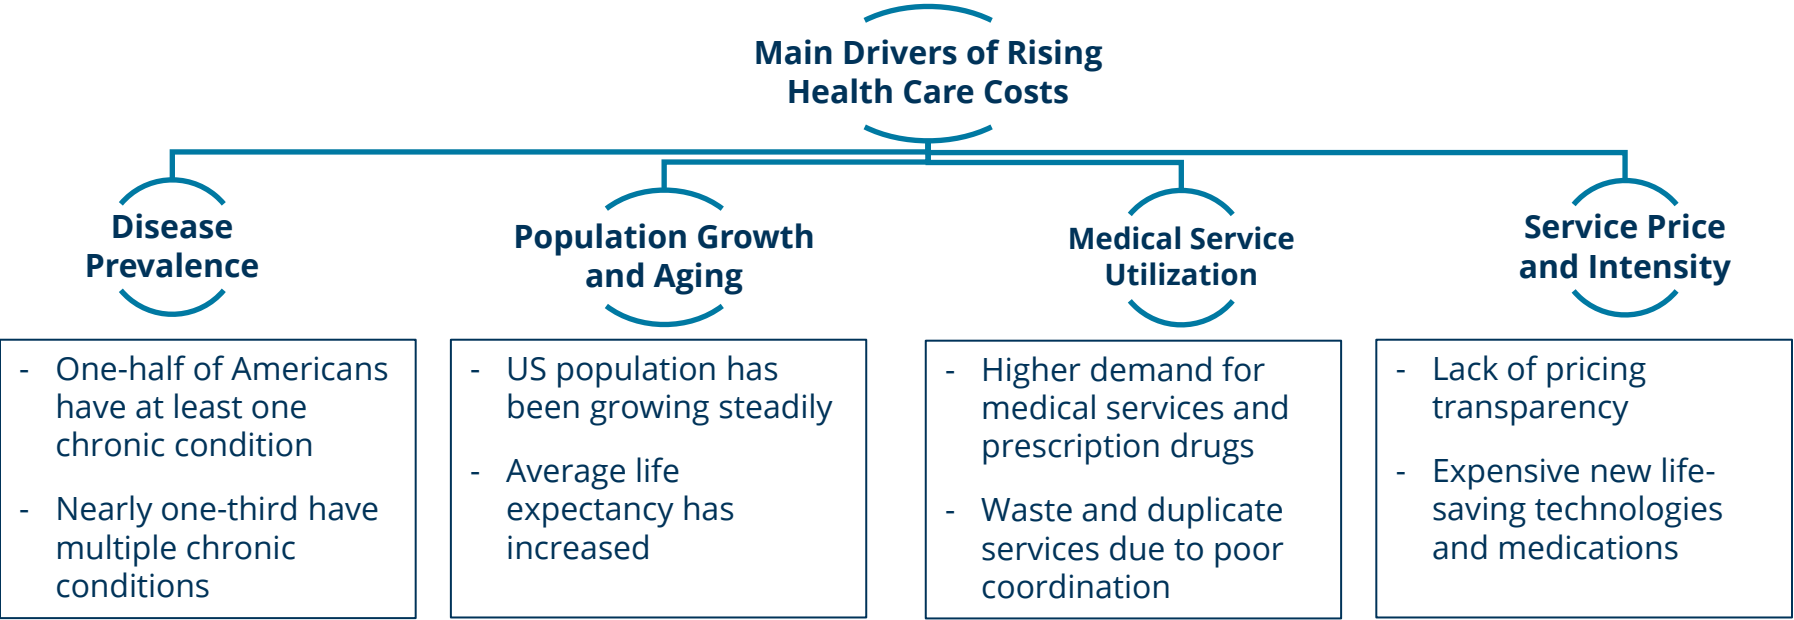 Main Drivers of Rising
Health Care Costs
Disease
Prevalence
- One-half of Americans
have at least one
chronic condition
- Nearly one-third have
multiple chronic
conditions
Population Growth
and Aging
- US population has
been growing steadily
- Average life
expectancy has
increased
Medical Service
Utilization
- Higher demand for
medical services and
prescription drugs
- Waste and duplicate
services due to poor
coordination
Service Price
and Intensity
- Lack of pricing
transparency
- Expensive new life-
saving technologies
and medications